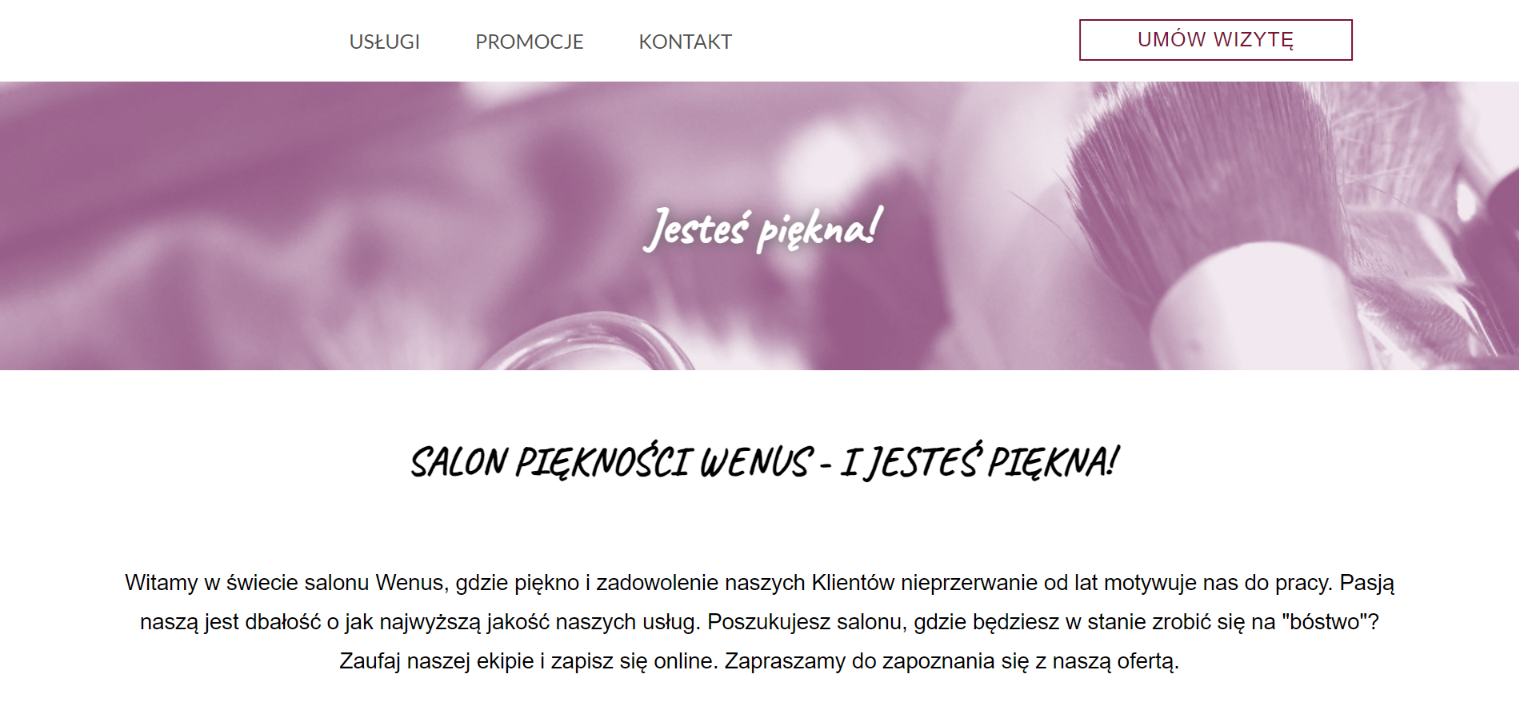 USŁUGI PROMOCJE KONTAKT UMÓW WIZYTĘ
Jesteś piękna!
SALON PIĘKNOŚCI WENUS - I JESTEŚ PIĘKNA!
Witamy w świecie salonu Wenus, gdzie piękno i zadowolenie naszych Klientów nieprzerwanie od lat motywuje nas do pracy. Pasją
naszą jest dbałość o jak najwyższą jakość naszych usług. Poszukujesz salonu, gdzie będziesz w stanie zrobić się na "bóstwo"?
Zaufaj naszej ekipie i zapisz się online. Zapraszamy do zapoznania się z naszą ofertą.